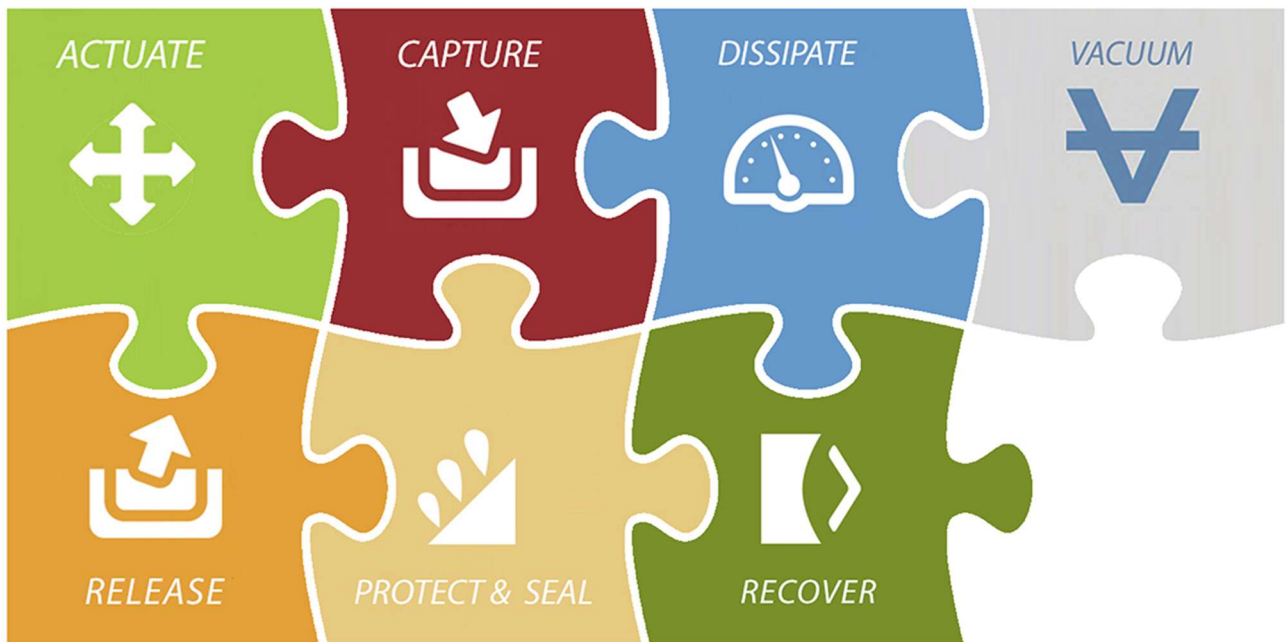 ACTUATE
CAPTURE
DISSIPATE
VACUUM
RELEASE
PROTECT & SEAL
RECOVER